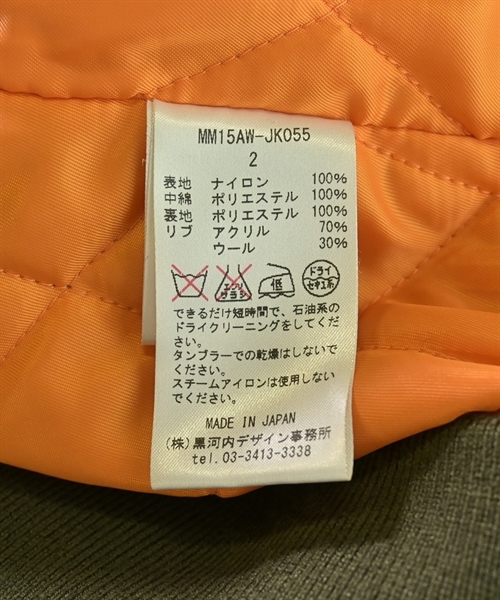 MM15AW-JK055
2
表地 ナイロン 100%
中綿 ポリエステル 100%
裏地 ポリエステル 100%
リブ アクリル 70%
ウール 30%
エンソ サラシ 低 ドライ セキユ系
できるだけ短時間で、石油系の
ドライクリーニングをしてくだ
さい。
タンブラーでの乾燥はしないで
ください。
スチームアイロンは使用しない
でください。
MADE IN JAPAN
(株)黒河内デザイン事務所
tel.03-3413-3338